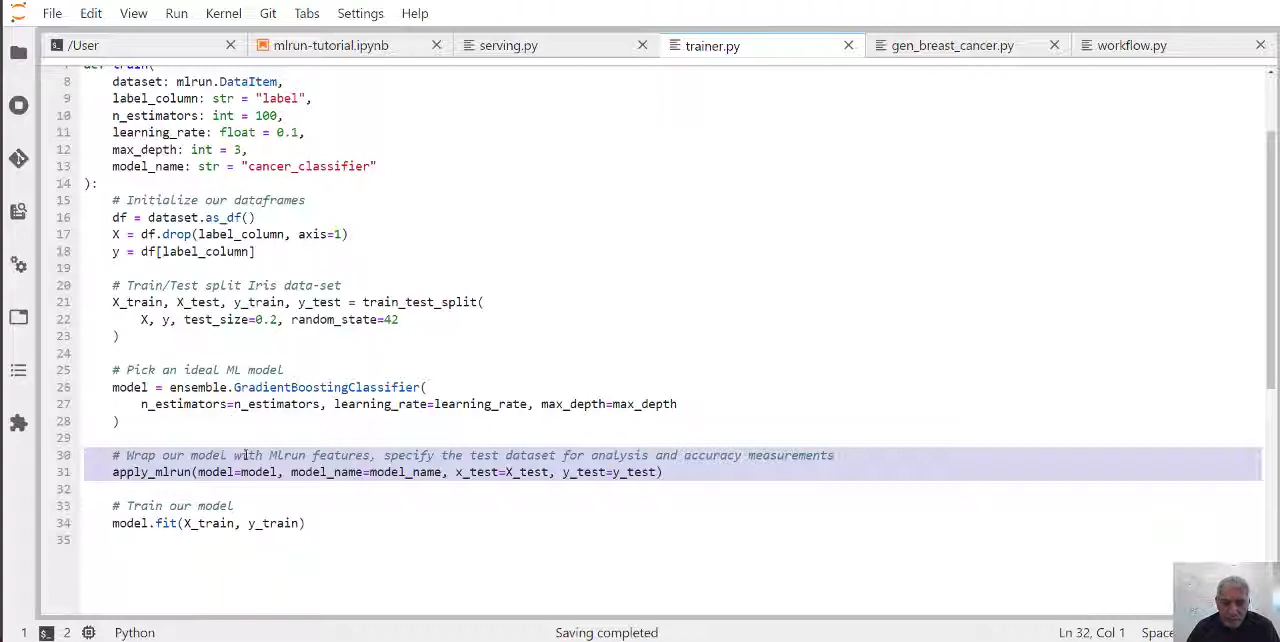 File Edit View Run Kernel Git Tabs Settings Help
/User mlrun-tutorial.ipynb serving.py trainer.py gen_breast_cancer.py workflow.py
8 dataset: mlrun.DataItem,
9 label_column: str = "label",
10 n_estimators: int = 100,
11 learning_rate: float = 0.1,
12 max_depth: int = 3,
13 model_name: str = "cancer_classifier"
14 ):
15 # Initialize our dataframes
16 df = dataset.as_df()
17 X = df.drop(label_column, axis=1)
18 y = df[label_column]
19
20 # Train/Test split Iris data-set
21 X_train, X_test, y_train, y_test = train_test_split(
22 X, y, test_size=0.2, random_state=42
23 )
24
25 # Pick an ideal ML model
26 model = ensemble.GradientBoostingClassifier(
27 n_estimators=n_estimators, learning_rate=learning_rate, max_depth=max_depth
28 )
29
30 # Wrap our model with Mlrun features, specify the test dataset for analysis and accuracy measurements
31 apply_mlrun(model=model, model_name=model_name, x_test=X_test, y_test=y_test)
32
33 # Train our model
34 model.fit(X_train, y_train)
35
1 2 Python Saving completed Ln 32, Col 1